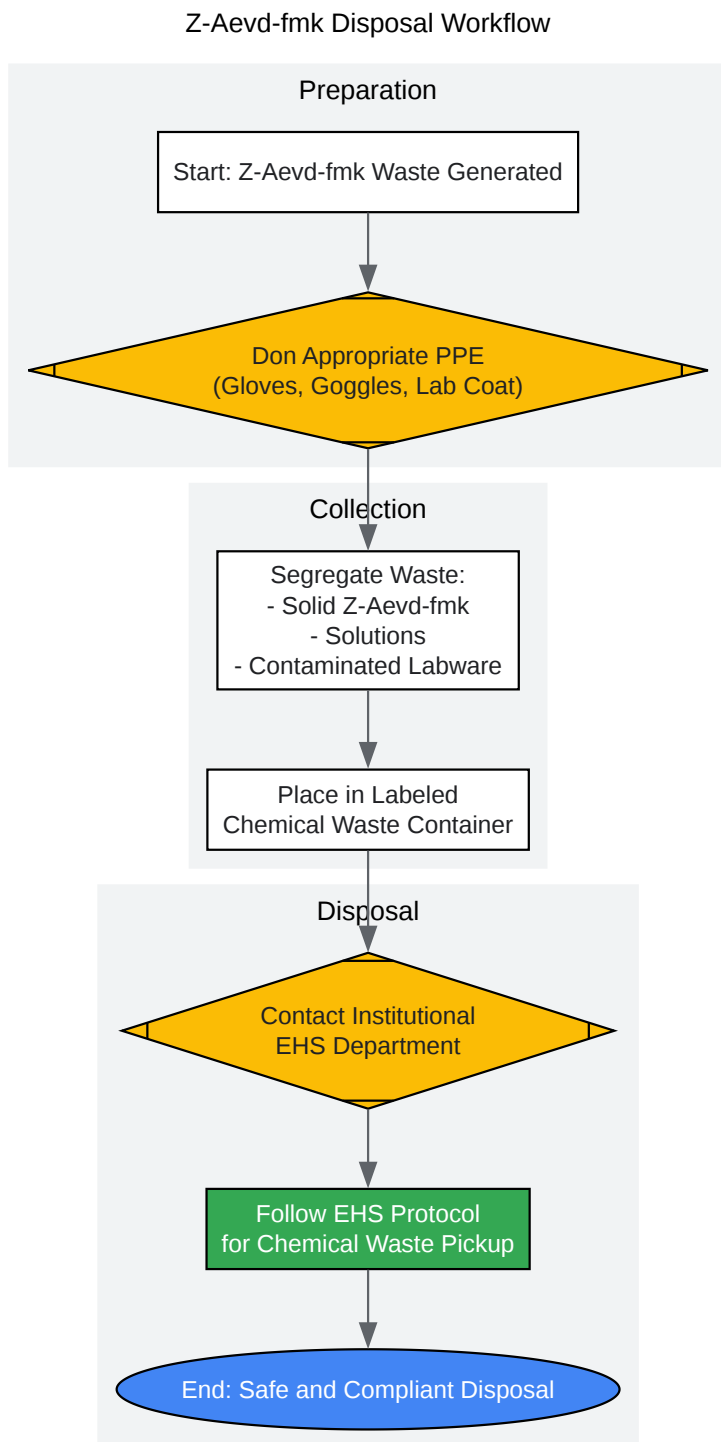 Z-Aevd-fmk Disposal Workflow
Preparation
Start: Z-Aevd-fmk Waste Generated
Don Appropriate PPE
(Gloves, Goggles, Lab Coat)
Collection
Segregate Waste:
- Solid Z-Aevd-fmk
- Solutions
- Contaminated Labware
Place in Labeled
Chemical Waste Container
Disposal
Contact Institutional
EHS Department
Follow EHS Protocol
for Chemical Waste Pickup
End: Safe and Compliant Disposal